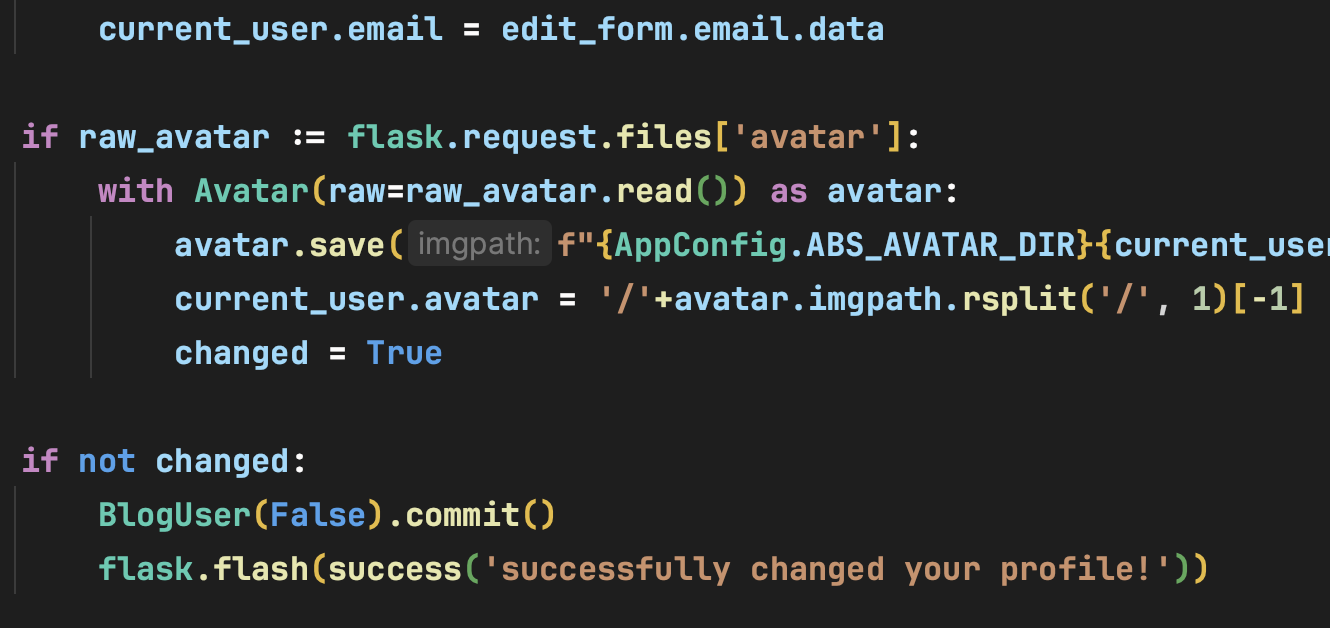 current_user.email = edit_form.email.data
if raw_avatar := flask.request.files['avatar']:
with Avatar(raw=raw_avatar.read()) as avatar:
avatar.save(imgpath: f"{AppConfig.ABS_AVATAR_DIR}{current_user
current_user.avatar = '/'+avatar.imgpath.rsplit('/', 1)[-1]
changed = True
if not changed:
BlogUser(False).commit()
flask.flash(success('successfully changed your profile!'))